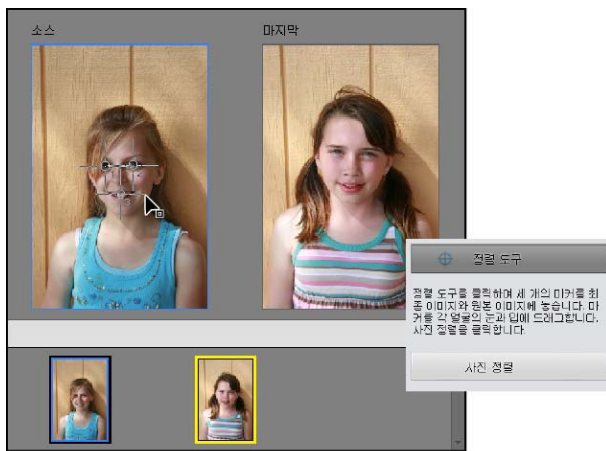 소스
마지막
정렬 도구
정렬 도구를 클릭하며 세 개의 마커를 최
종 이미지와 원본 이미지에 놓습니다. 마
커를 각 얼굴의 눈과 입에 드래그합니다.
사진 정렬을 클릭합니다.
사진 정렬